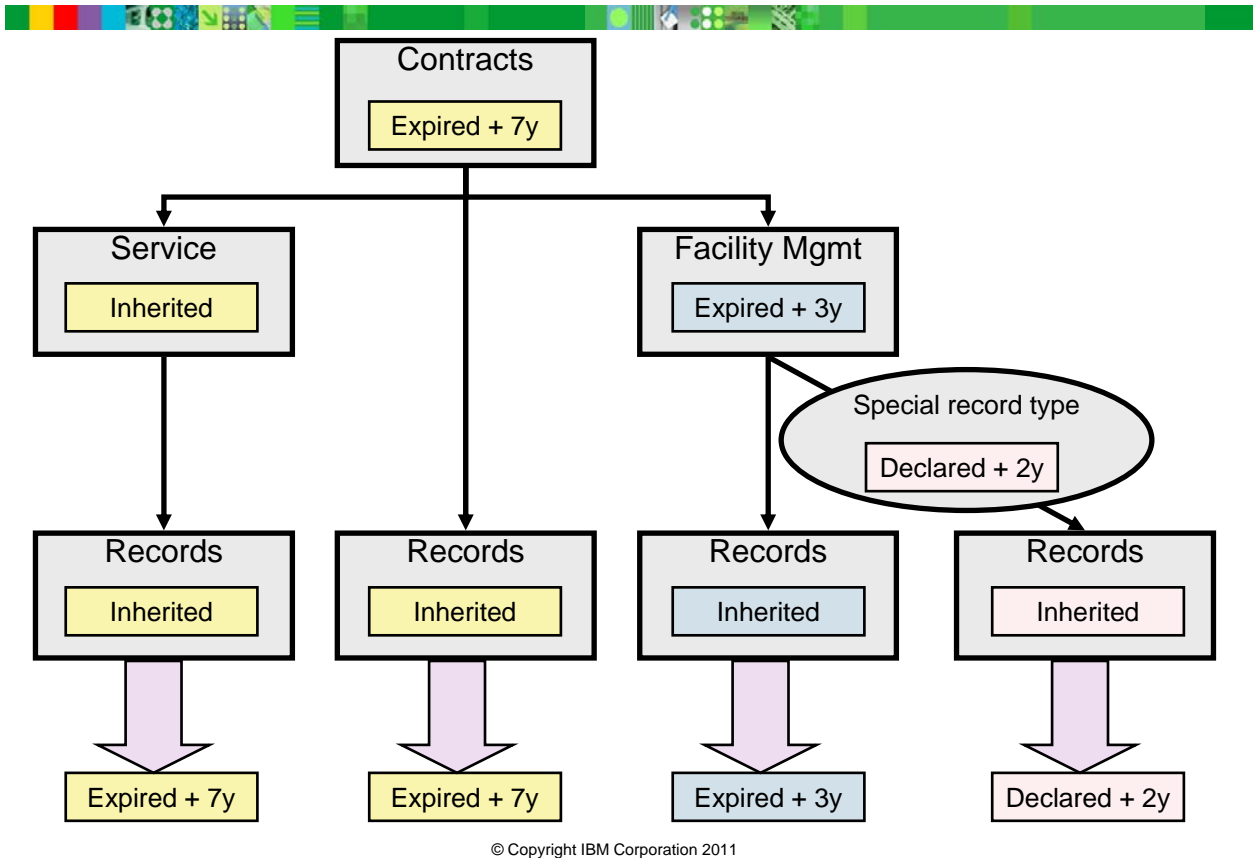 Contracts
Expired + 7y
Service
Inherited
Facility Mgmt
Expired + 3y
Special record type
Declared + 2y
Records
Inherited
Records
Inherited
Records
Inherited
Records
Inherited
Expired + 7y
Expired + 7y
Expired + 3y
Declared + 2y
© Copyright IBM Corporation 2011